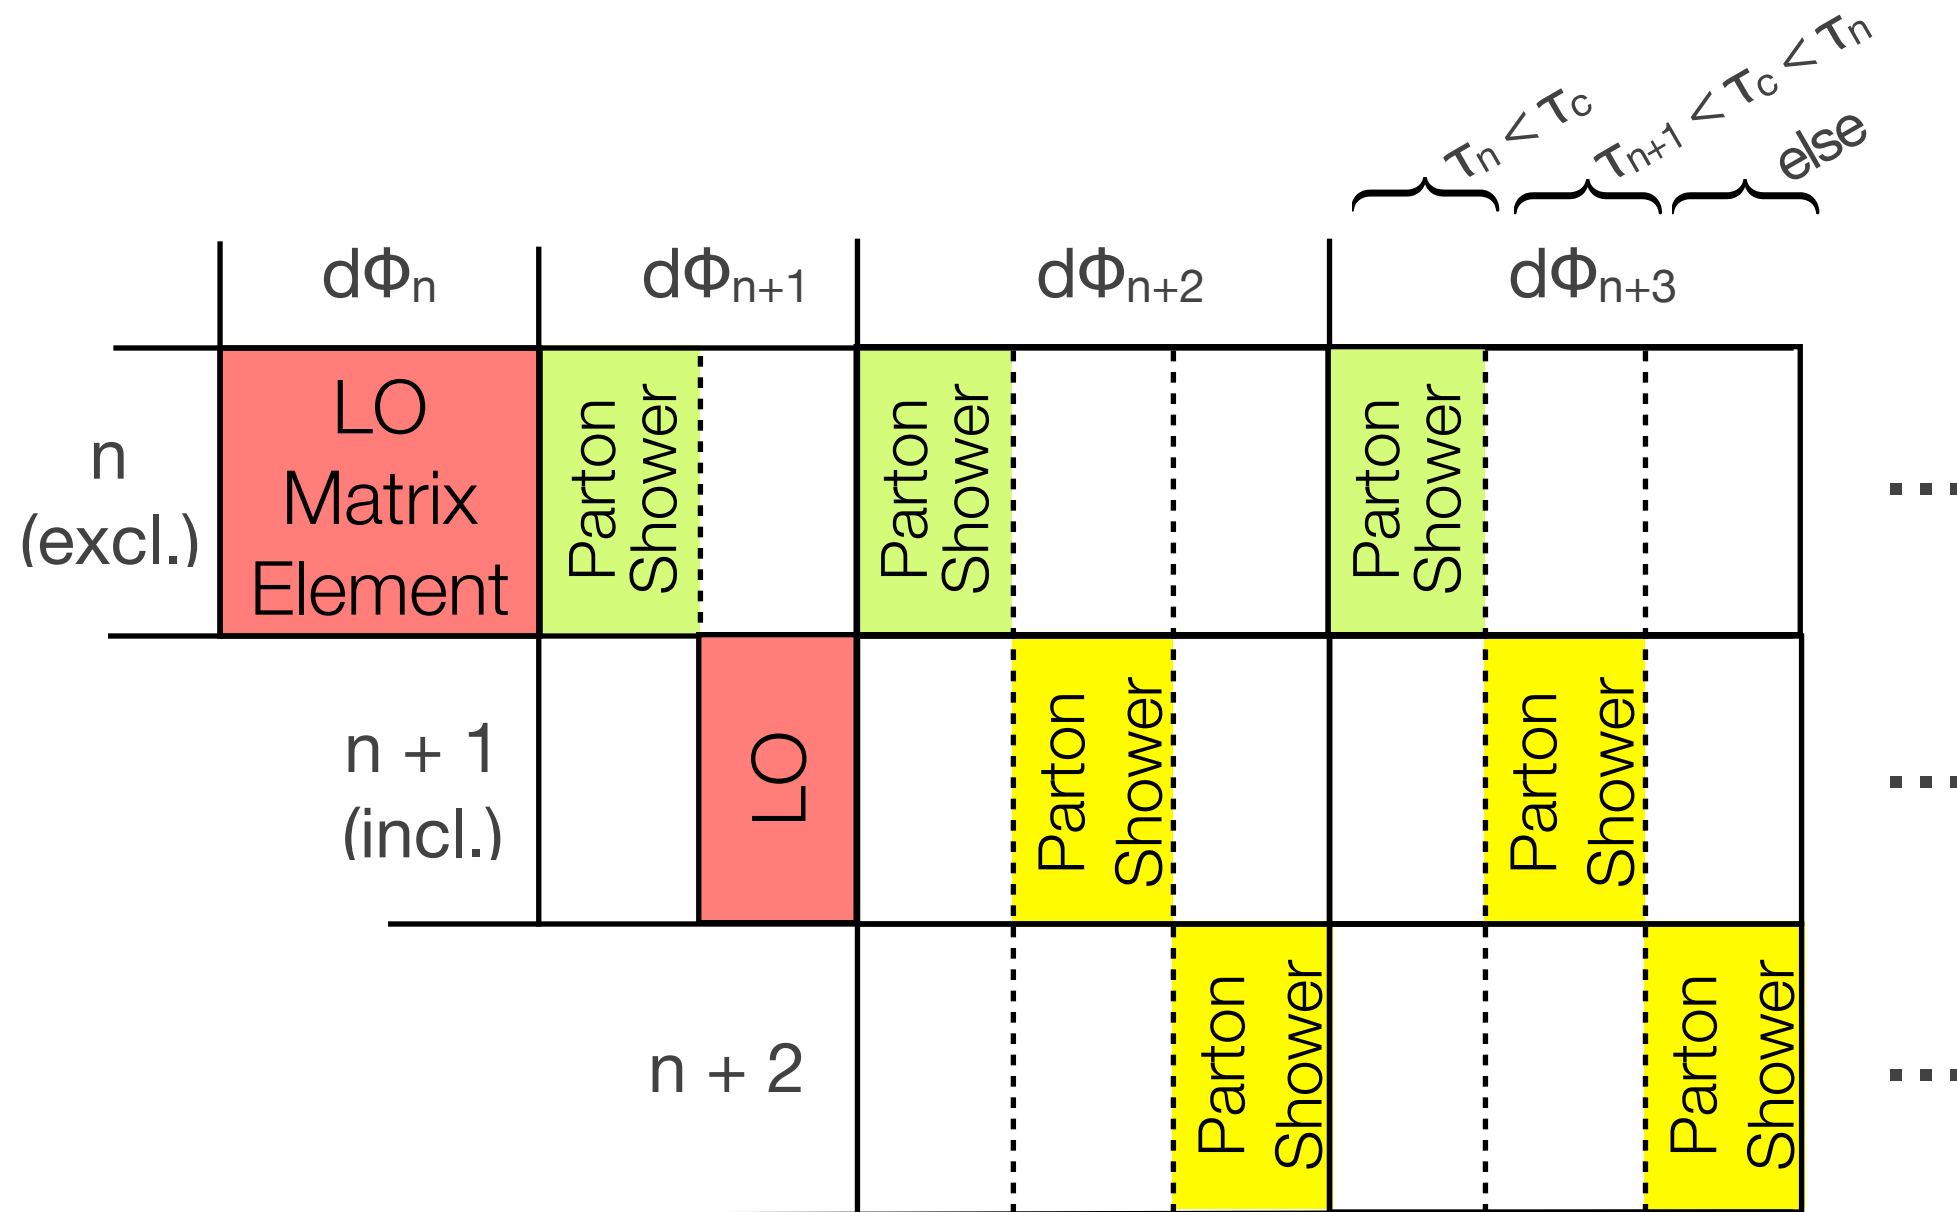 τn < τc
τn+1 < τc < τn
else
dΦn
dΦn+1
dΦn+2
dΦn+3
n
(excl.)
LO
Matrix
Element
Parton
Shower
Parton
Shower
Parton
Shower
...
n + 1
(incl.)
LO
Parton
Shower
Parton
Shower
...
n + 2
Parton
Shower
Parton
Shower
...